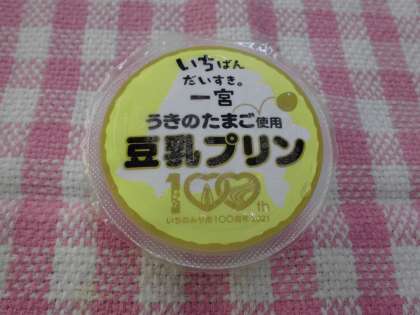 いちばん
だいすき。
一宮
うきのたまご使用
豆乳プリン
100th
いちのみや市100周年2021